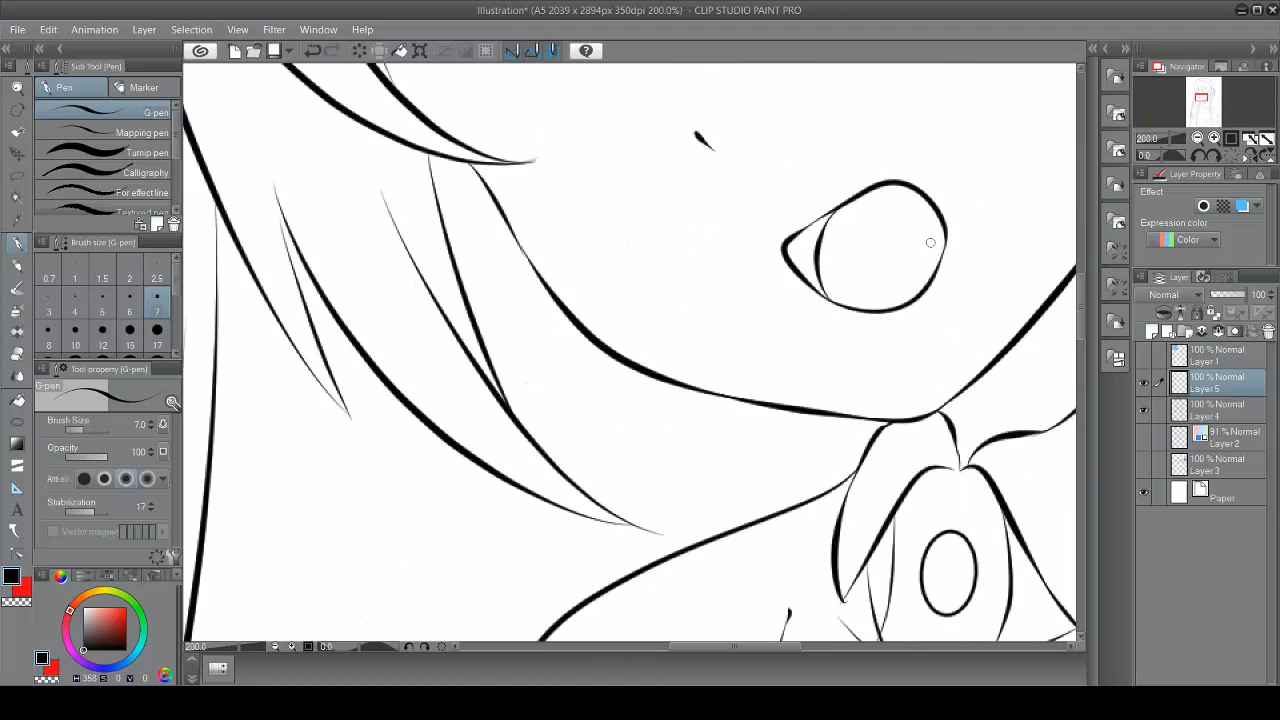 Illustration* (A5 2039 x 2894px 350dpi 200.0%) - CLIP STUDIO PAINT PRO
File Edit Animation Layer Selection View Filter Window Help
Sub Tool [Pen]
Pen Marker
G-pen
Mapping pen
Turnip pen
Calligraphy
For effect line
Textured pen
Brush size [G-pen]
0.7 1 1.5 2 2.5
3 4 5 6 7
8 10 12 15 17
Tool property [G-pen]
G-pen
Brush Size 7.0
Opacity 100
Stabilization 17
Vector magnet
H 358 S 0 V 0
200.0 0.0
Navigator
200.0
0.0
Layer Property
Effect
Expression color
Color
Layer
Normal 100
100 % Normal
Layer 1
100 % Normal
Layer 5
100 % Normal
Layer 4
91 % Normal
Layer 2
100 % Normal
Layer 3
Paper